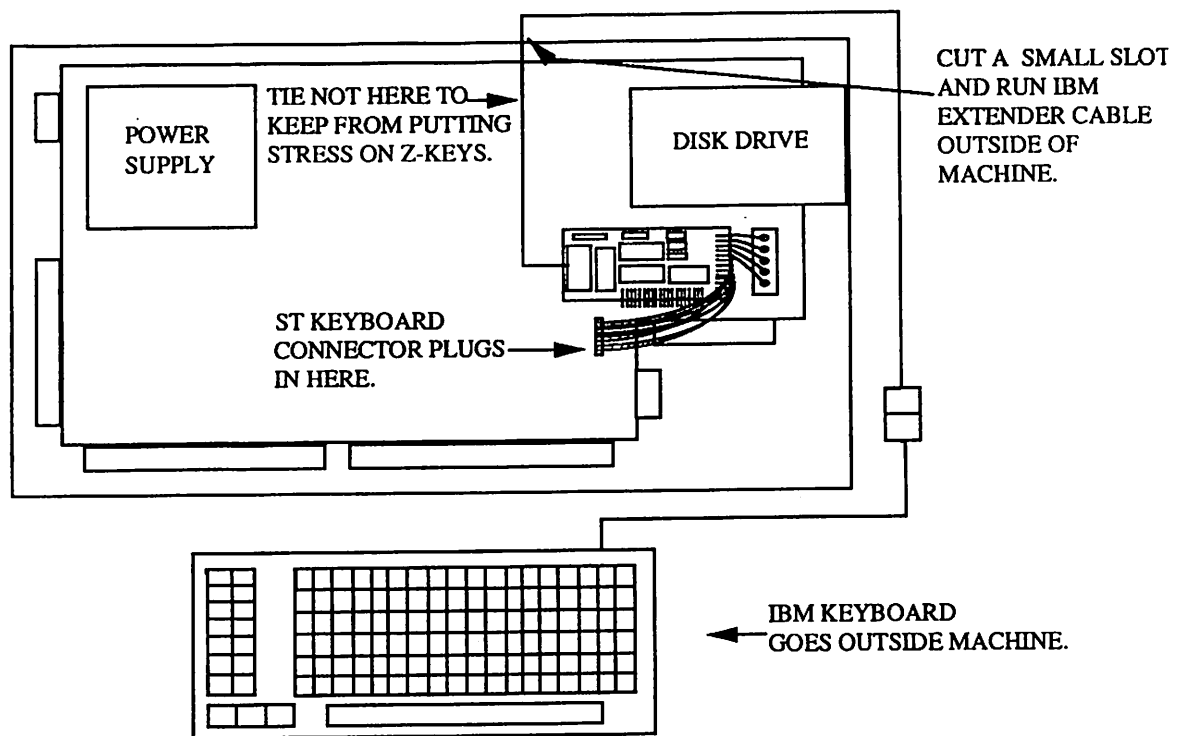 CUT A SMALL SLOT
AND RUN IBM
EXTENDER CABLE
OUTSIDE OF
MACHINE.
TIE NOT HERE TO
KEEP FROM PUTTING
STRESS ON Z-KEYS.
POWER
SUPPLY
DISK DRIVE
ST KEYBOARD
CONNECTOR PLUGS
IN HERE.
IBM KEYBOARD
GOES OUTSIDE MACHINE.